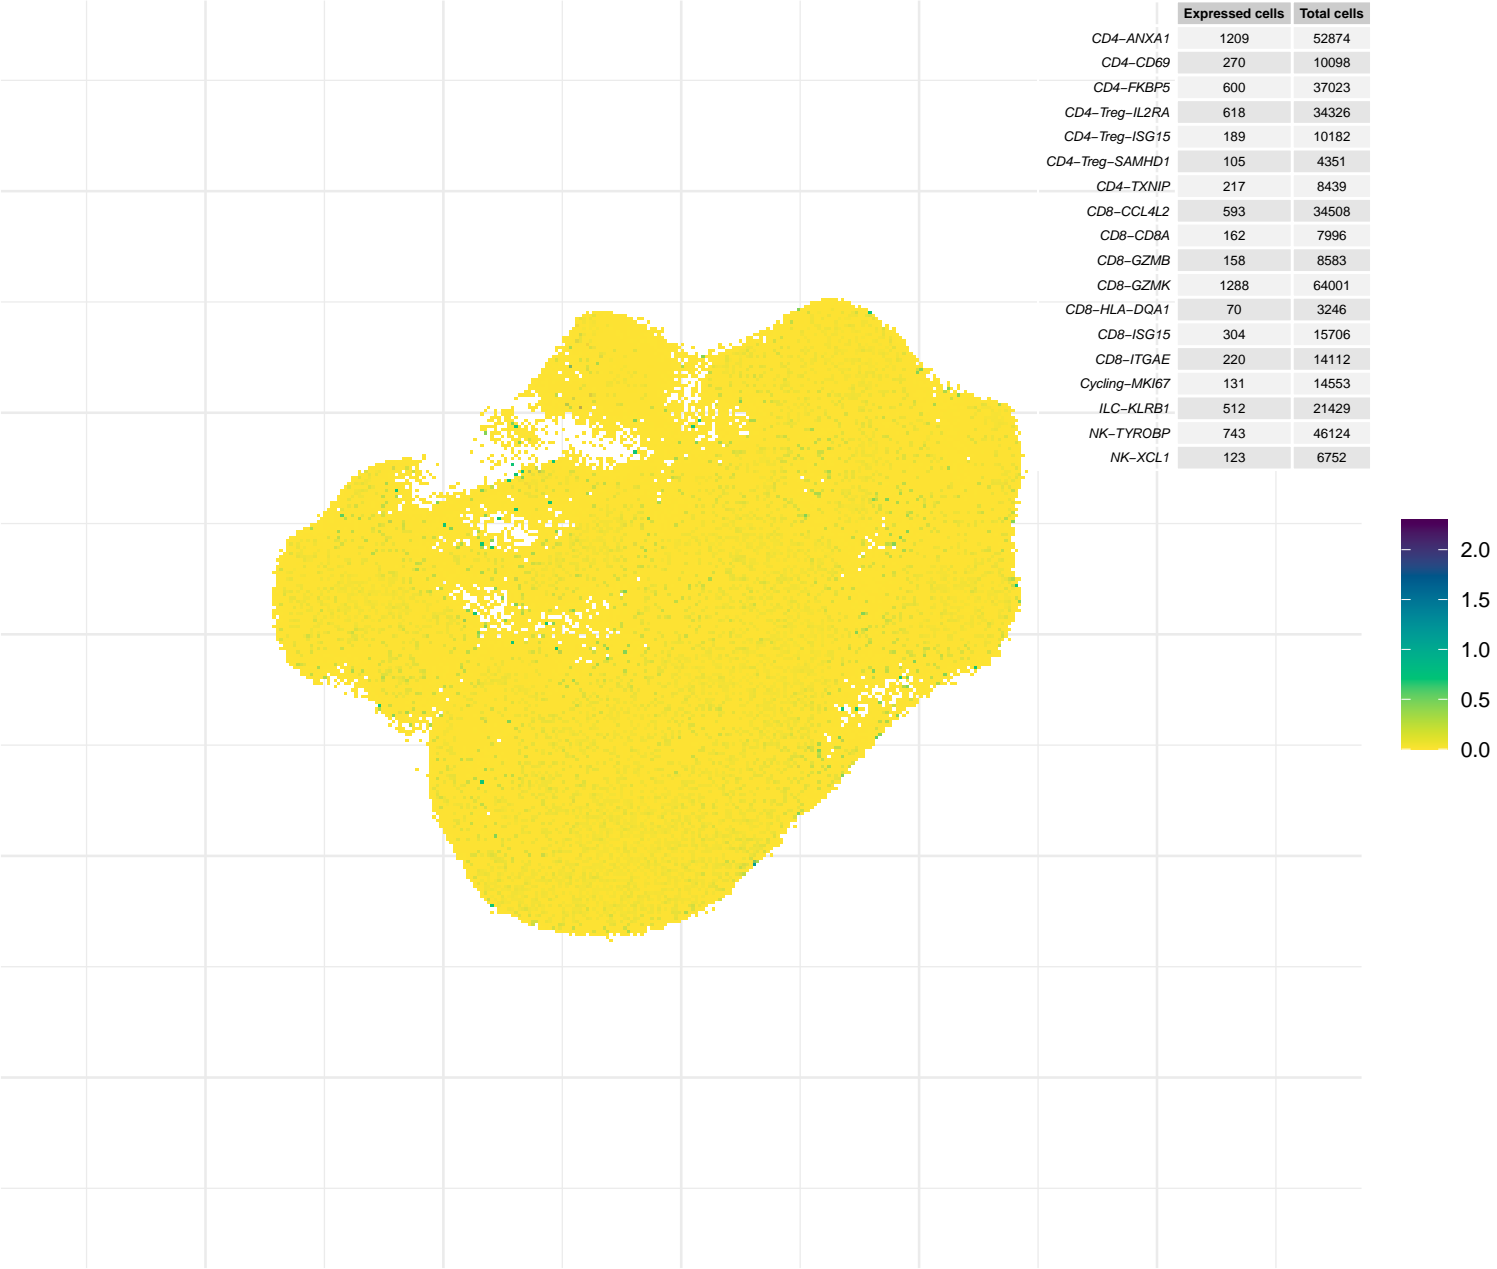 Expressed cells Total cells
CD4−ANXA1 1209 52874
CD4−CD69 270 10098
CD4−FKBP5 600 37023
CD4−Treg−IL2RA 618 34326
CD4−Treg−ISG15 189 10182
CD4−Treg−SAMHD1 105 4351
CD4−TXNIP 217 8439
CD8−CCL4L2 593 34508
CD8−CD8A 162 7996
CD8−GZMB 158 8583
CD8−GZMK 1288 64001
CD8−HLA−DQA1 70 3246
CD8−ISG15 304 15706
CD8−ITGAE 220 14112
Cycling−MKI67 131 14553
ILC−KLRB1 512 21429
NK−TYROBP 743 46124
NK−XCL1 123 6752
2.0
1.5
1.0
0.5
0.0